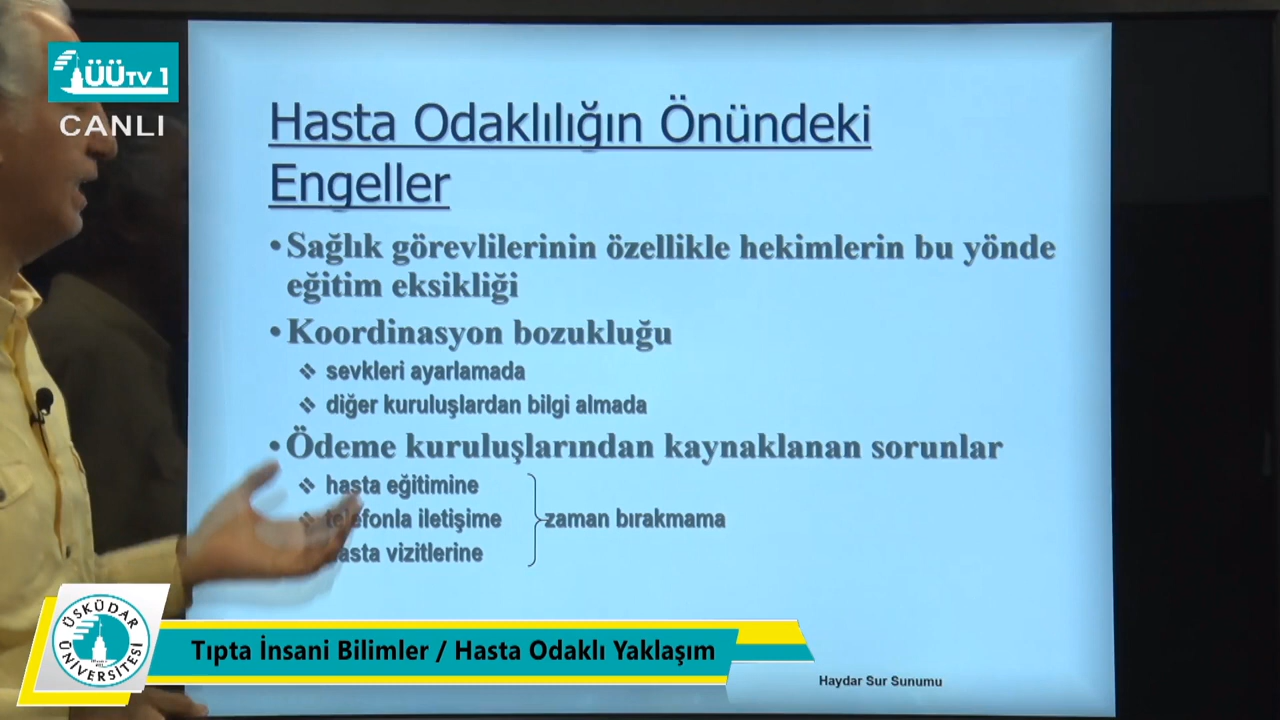 ÜÜTV 1
CANLI
Hasta Odaklılığın Önündeki
Engeller
• Sağlık görevlilerinin özellikle hekimlerin bu yönde
eğitim eksikliği
• Koordinasyon bozukluğu
❖ sevkleri ayarlamada
❖ diğer kuruluşlardan bilgi almada
• Ödeme kuruluşlarından kaynaklanan sorunlar
❖ hasta eğitimine
❖ telefonla iletişime
zaman bırakmama
hasta vizitlerine
ÜSKÜDAR
ÜNİVERSİTESİ
Tıpta İnsani Bilimler / Hasta Odaklı Yaklaşım
Haydar Sur Sunumu